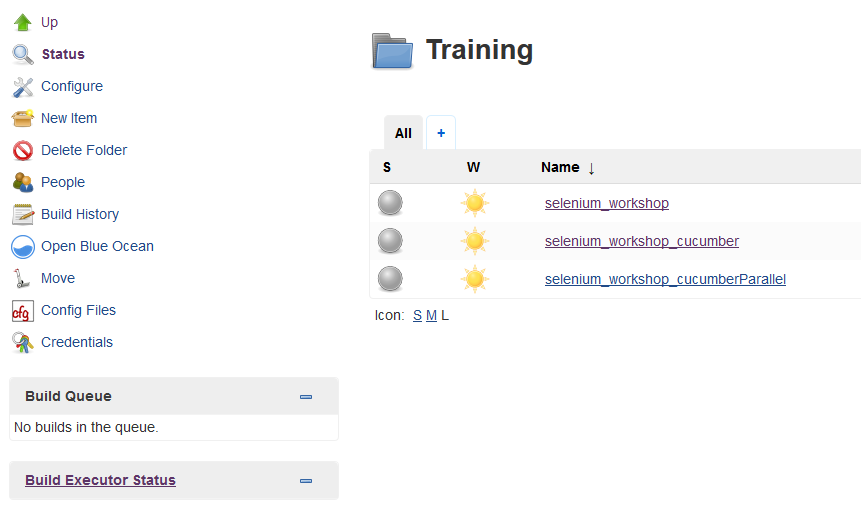 Up
Status
Configure
New Item
Delete Folder
People
Build History
Open Blue Ocean
Move
cfg Config Files
Credentials
Build Queue
No builds in the queue.
Build Executor Status
Training
All +
S W Name ↓
selenium_workshop
selenium_workshop_cucumber
selenium_workshop_cucumberParallel
Icon: S M L